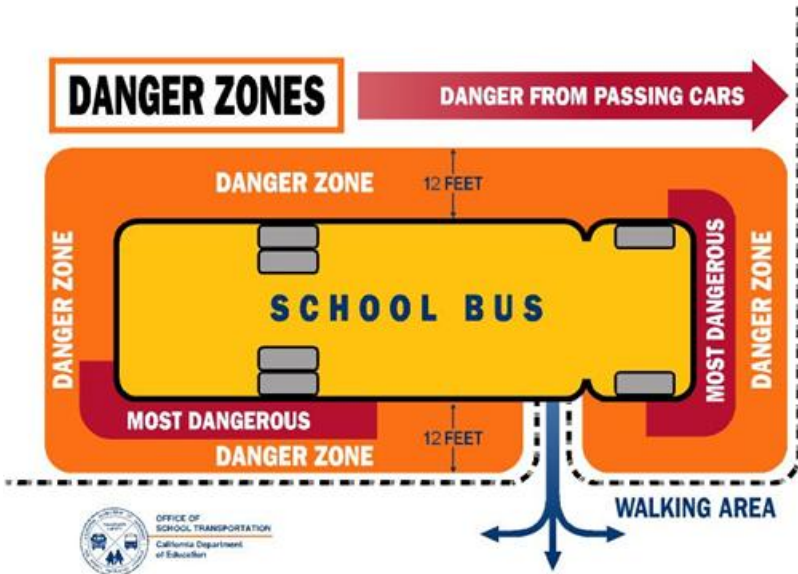 DANGER ZONES
DANGER FROM PASSING CARS
DANGER ZONE
12 FEET
DANGER ZONE
SCHOOL BUS
MOST DANGEROUS
DANGER ZONE
MOST DANGEROUS
12 FEET
DANGER ZONE
WALKING AREA
OFFICE OF
SCHOOL TRANSPORTATION
California Department
of Education